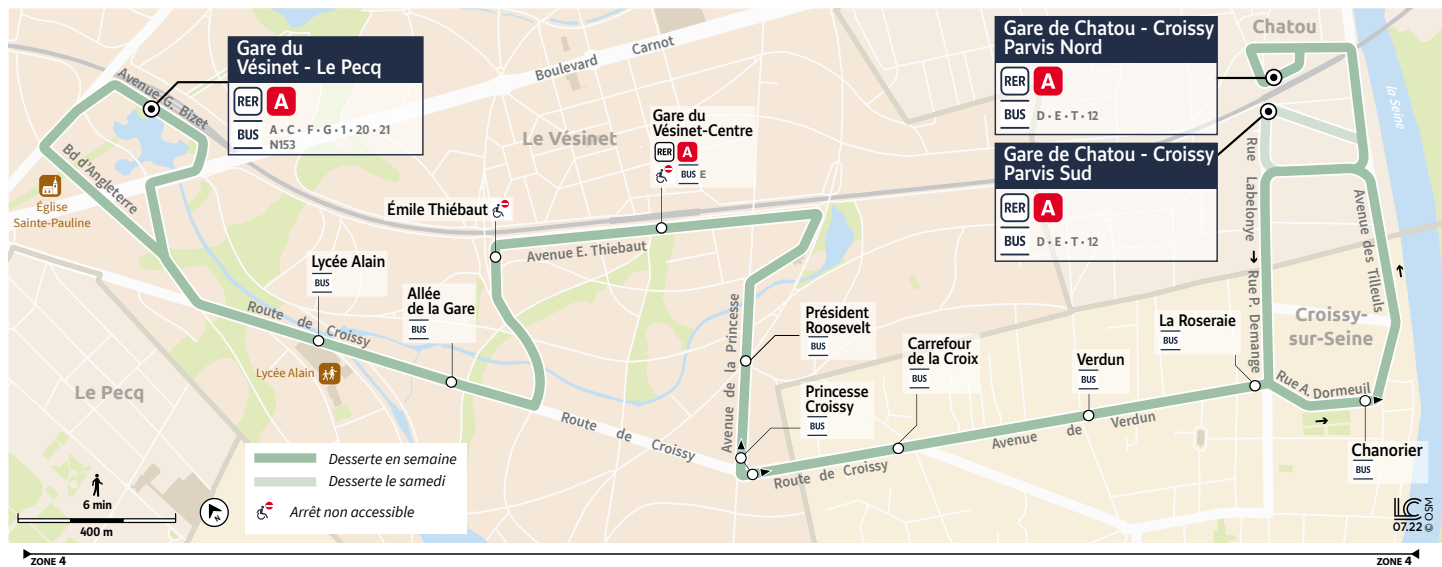 Gare du
Vésinet - Le Pecq
RER A
BUS
A • C • F • G • 1 • 20 • 21
N153
Avenue G. Bizet
Bd d'Angleterre
Église
Sainte-Pauline
Boulevard Carnot
Le Vésinet
Gare du
Vésinet-Centre
RER A
BUS E
Émile Thiébaut
Avenue E. Thiebaut
Gare de Chatou - Croissy
Parvis Nord
RER A
BUS
D • E • T • 12
Gare de Chatou - Croissy
Parvis Sud
RER A
BUS
D • E • T • 12
Chatou
la Seine
Rue Labelonye
Rue P. Demange
Avenue des Tilleuls
Croissy-
sur-Seine
Rue A. Dormeuil
Lycée Alain
BUS
Allée
de la Gare
BUS
Route de Croissy
Lycée Alain
Le Pecq
Route de Croissy
Avenue de la Princesse
Président
Roosevelt
BUS
Princesse
Croissy
BUS
Carrefour
de la Croix
BUS
Verdun
BUS
La Roseraie
BUS
Chanorier
BUS
Route de Croissy
Avenue de Verdun
Desserte en semaine
Desserte le samedi
Arrêt non accessible
6 min
400 m
N
LC
07.22
© OSM
ZONE 4
ZONE 4